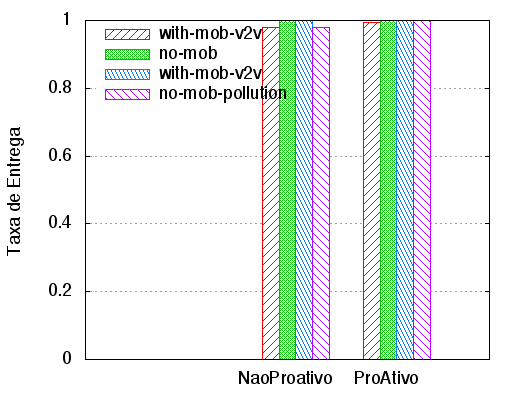 1
0.8
0.6
0.4
0.2
0
Taxa de Entrega
with-mob-v2v
no-mob
with-mob-v2v
no-mob-pollution
NaoProativo
ProAtivo